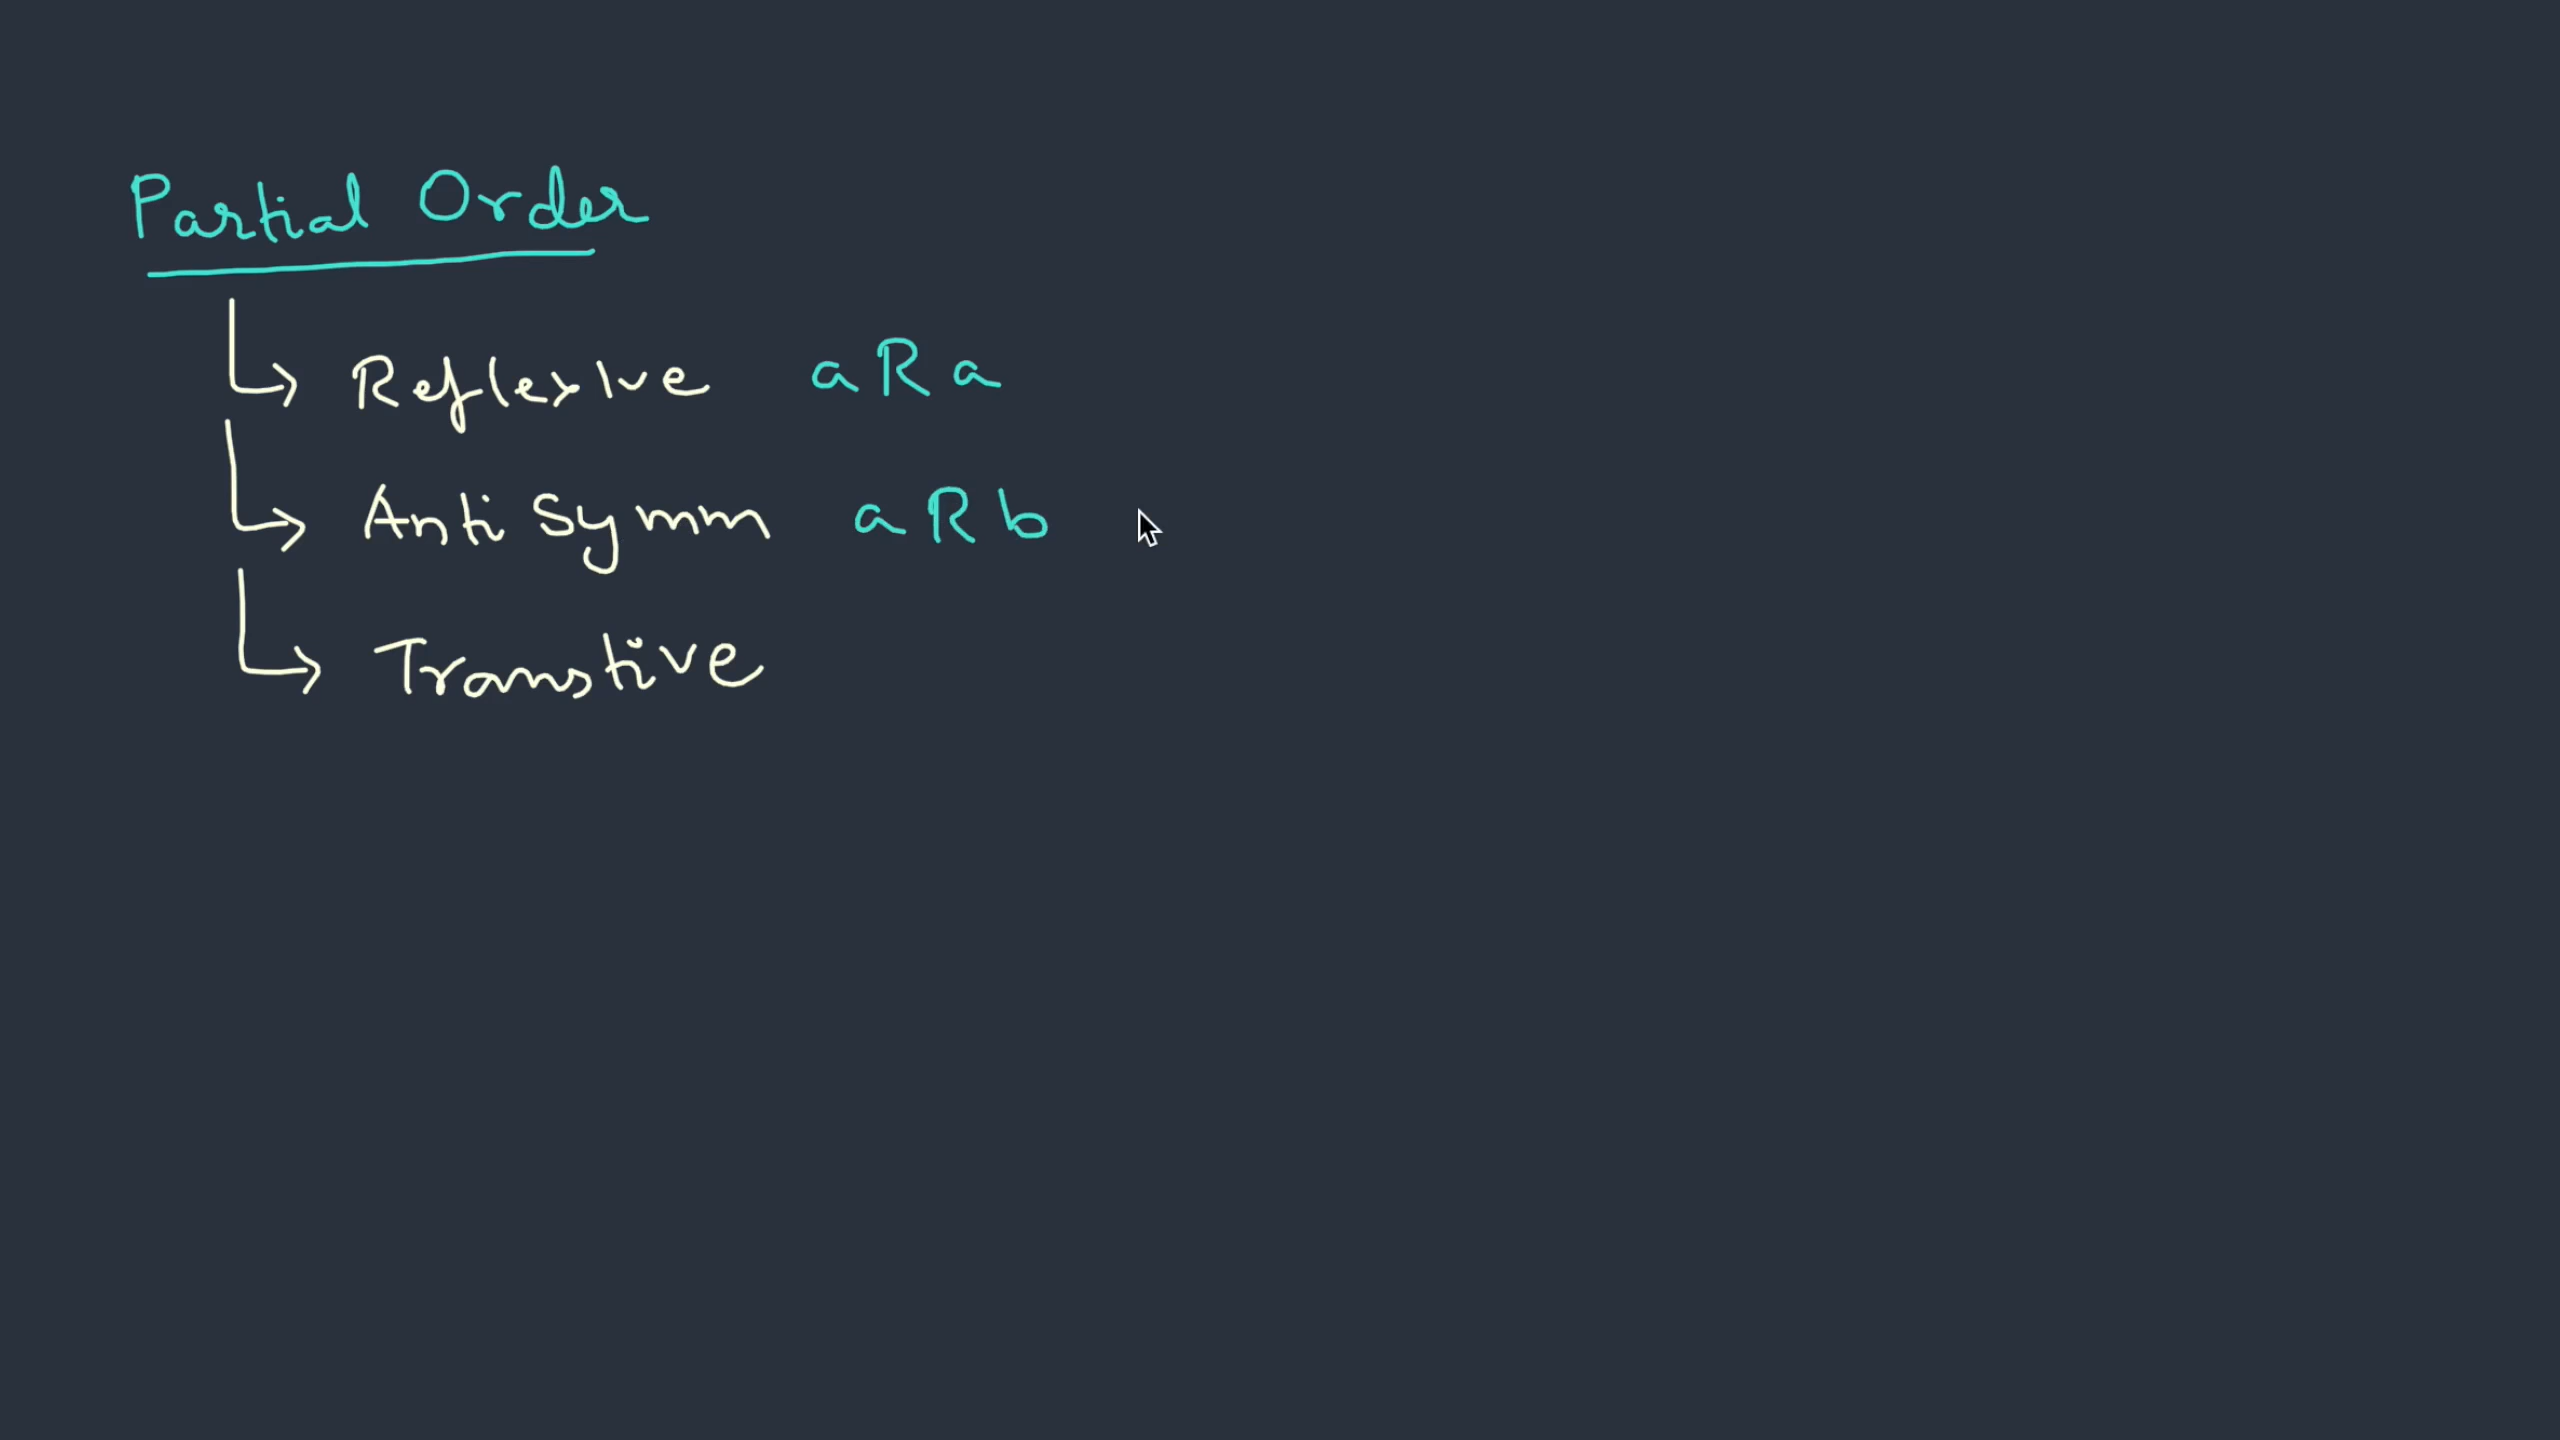 Partial Order
↳ Reflexive aRa
↳ Anti Symm aRb
↳ Transtive